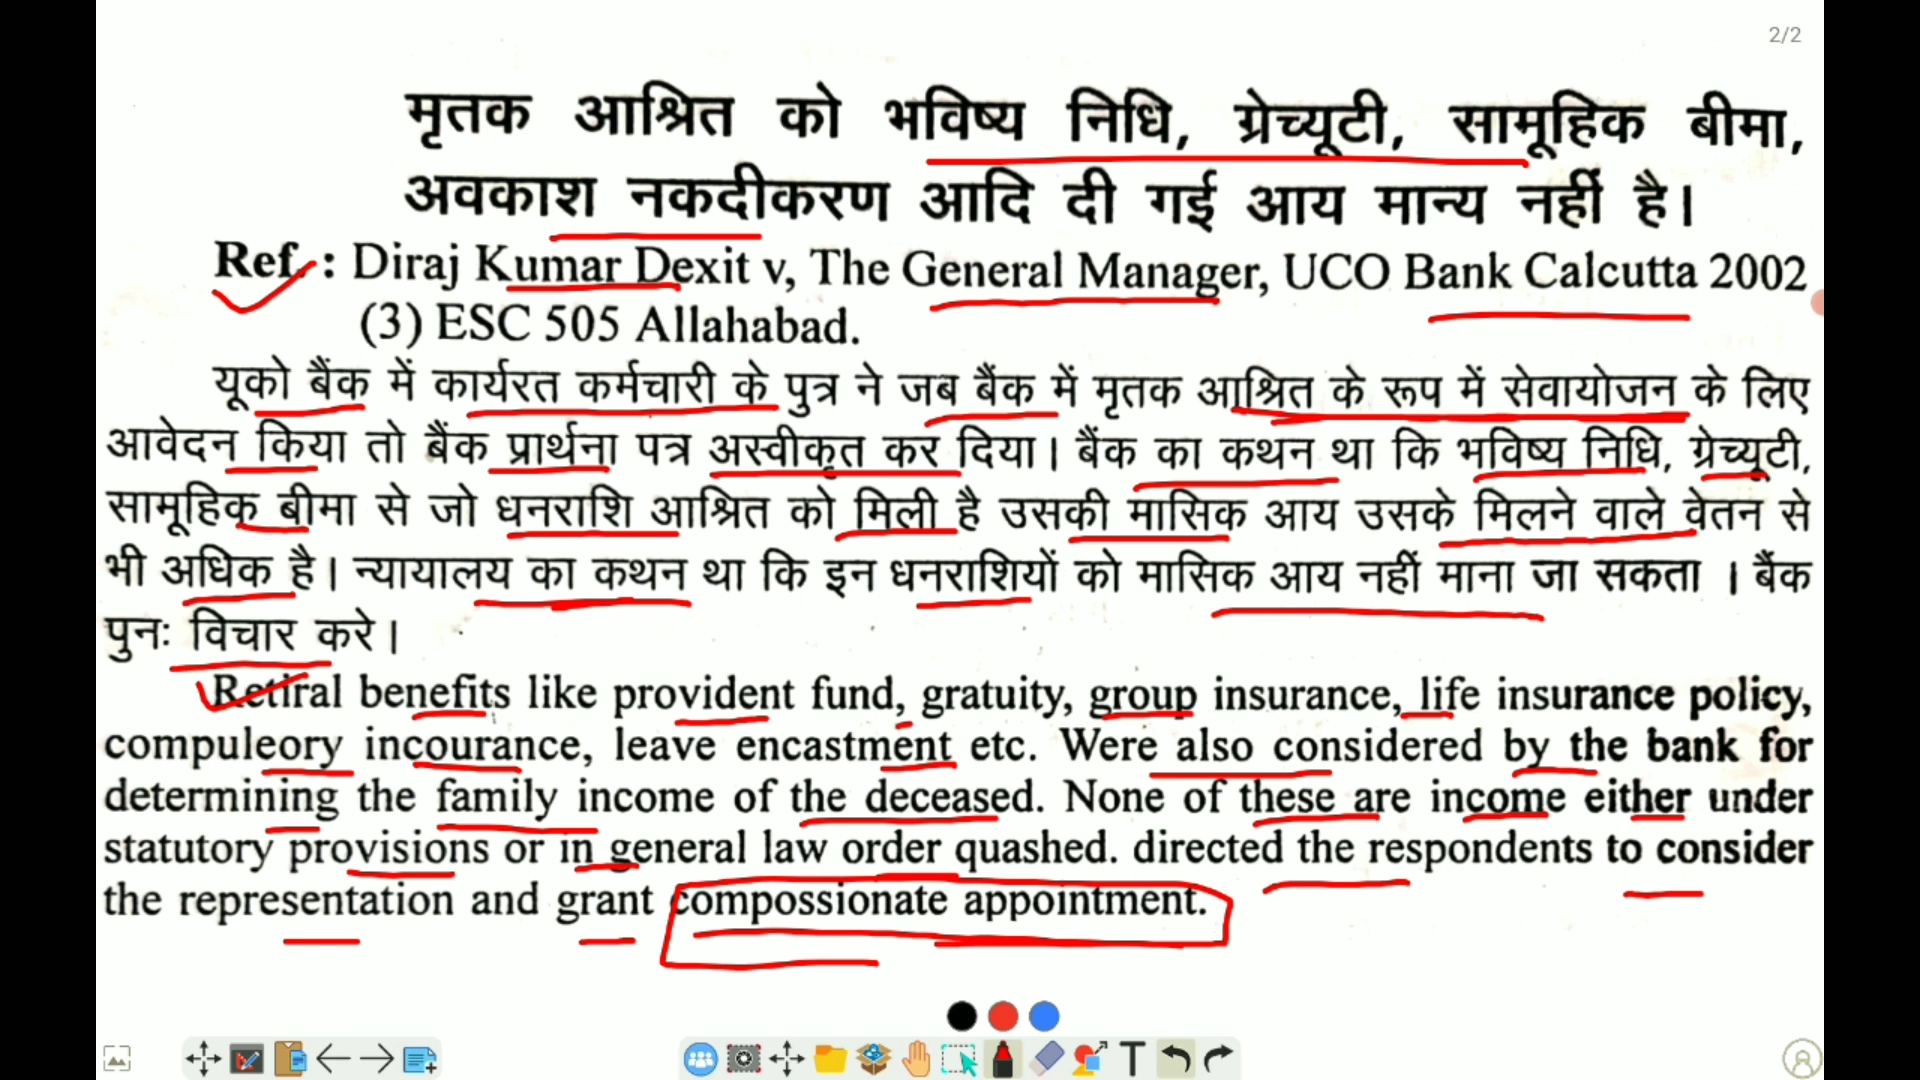 2/2
मृतक आश्रित को भविष्य निधि, ग्रेच्यूटी, सामूहिक बीमा,
अवकाश नकदीकरण आदि दी गई आय मान्य नहीं है।
Ref. : Diraj Kumar Dexit v, The General Manager, UCO Bank Calcutta 2002
(3) ESC 505 Allahabad.
यूको बैंक में कार्यरत कर्मचारी के पुत्र ने जब बैंक में मृतक आश्रित के रूप में सेवायोजन के लिए
आवेदन किया तो बैंक प्रार्थना पत्र अस्वीकृत कर दिया। बैंक का कथन था कि भविष्य निधि, ग्रेच्यूटी,
सामूहिक बीमा से जो धनराशि आश्रित को मिली है उसकी मासिक आय उसके मिलने वाले वेतन से
भी अधिक है। न्यायालय का कथन था कि इन धनराशियों को मासिक आय नहीं माना जा सकता । बैंक
पुनः विचार करे।
Retiral benefits like provident fund, gratuity, group insurance, life insurance policy,
compuleory incourance, leave encastment etc. Were also considered by the bank for
determining the family income of the deceased. None of these are income either under
statutory provisions or in general law order quashed. directed the respondents to consider
the representation and grant compossionate appointment.
T